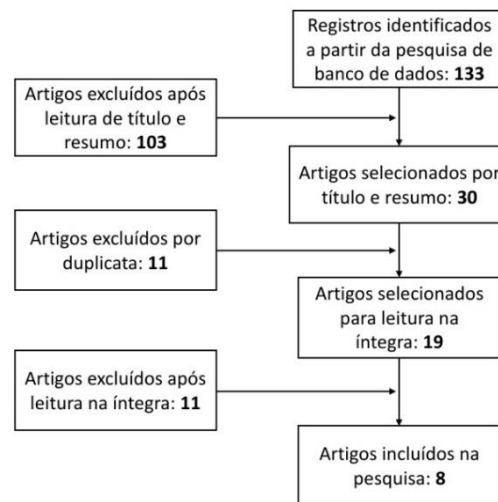 Registros identificados
a partir da pesquisa de
banco de dados: 133
Artigos excluídos após
leitura de título e
resumo: 103
Artigos selecionados por
título e resumo: 30
Artigos excluídos por
duplicata: 11
Artigos selecionados
para leitura na
íntegra: 19
Artigos excluídos após
leitura na íntegra: 11
Artigos incluídos na
pesquisa: 8